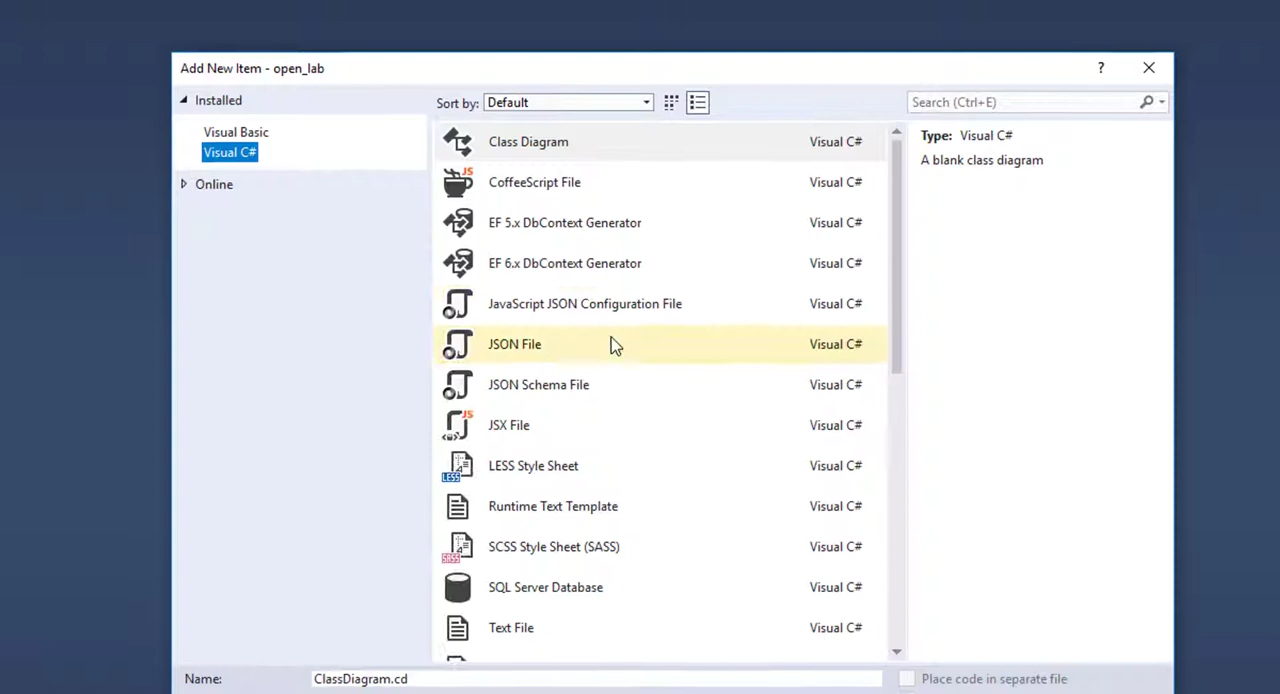 Add New Item - open_lab
?
Installed
Sort by: Default
Search (Ctrl+E)
Visual Basic
Visual C#
Online
Class Diagram Visual C#
CoffeeScript File Visual C#
EF 5.x DbContext Generator Visual C#
EF 6.x DbContext Generator Visual C#
JavaScript JSON Configuration File Visual C#
JSON File Visual C#
JSON Schema File Visual C#
JSX File Visual C#
LESS Style Sheet Visual C#
Runtime Text Template Visual C#
SCSS Style Sheet (SASS) Visual C#
SQL Server Database Visual C#
Text File Visual C#
Type: Visual C#
A blank class diagram
JS
JS
LESS
SASS
Name: ClassDiagram.cd
Place code in separate file